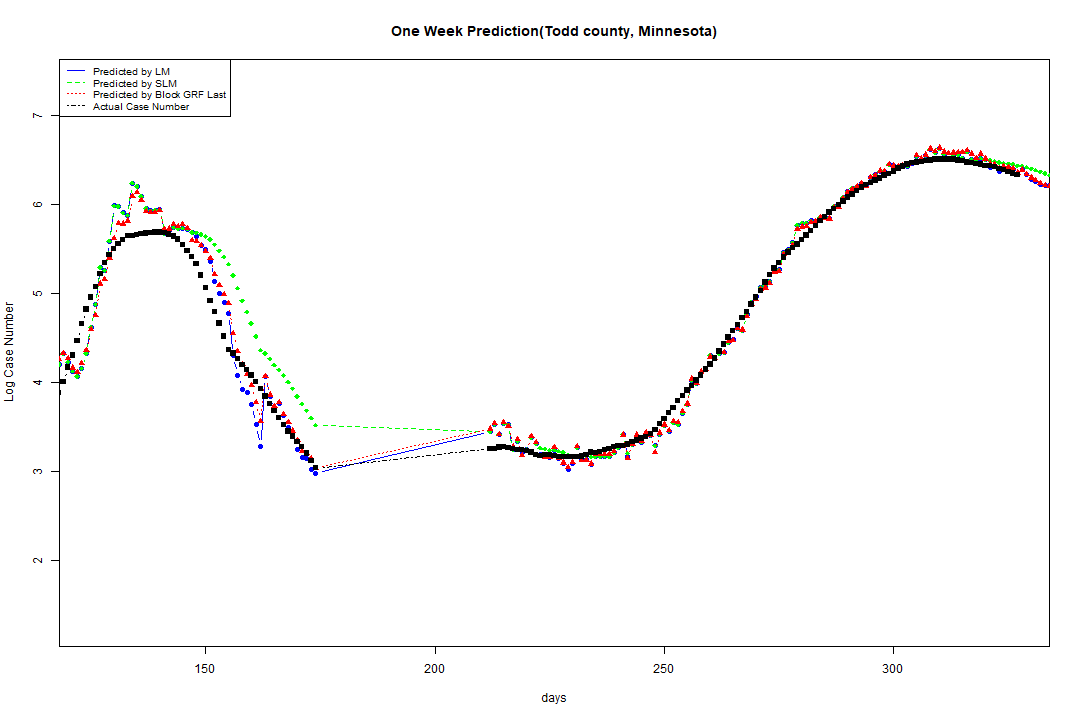 One Week Prediction(Todd county, Minnesota)
Predicted by LM
Predicted by SLM
Predicted by Block GRF Last
Actual Case Number
7
6
5
4
3
2
Log Case Number
150
200
250
300
days